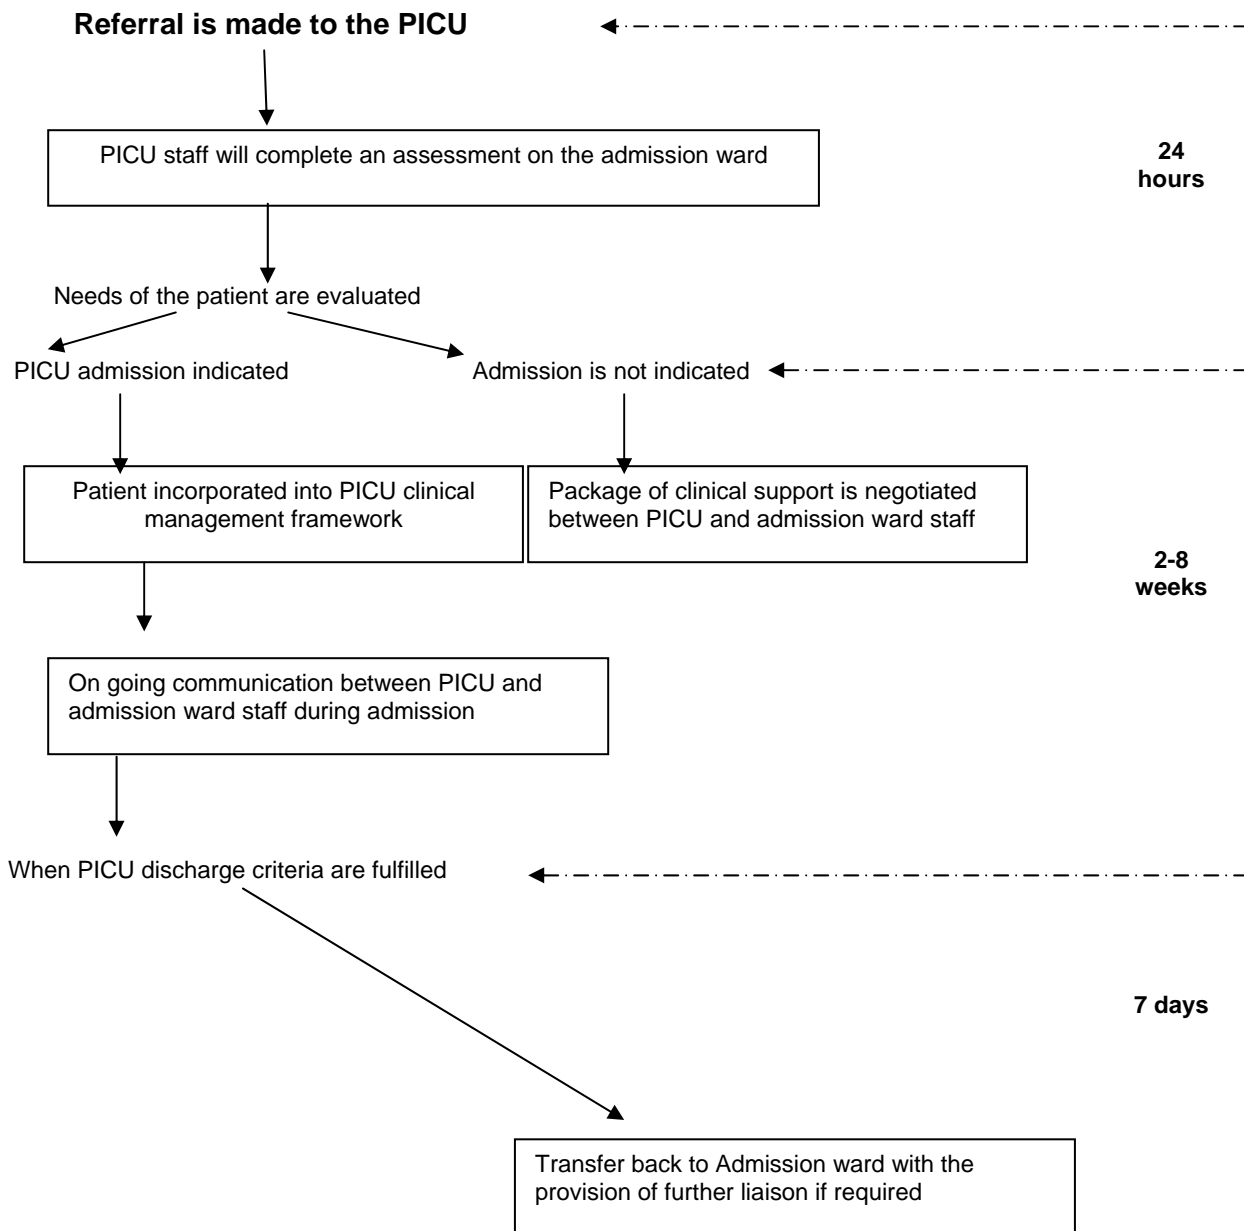 Referral is made to the PICU
PICU staff will complete an assessment on the admission ward
24
hours
Needs of the patient are evaluated
PICU admission indicated
Admission is not indicated
Patient incorporated into PICU clinical
management framework
Package of clinical support is negotiated
between PICU and admission ward staff
2-8
weeks
On going communication between PICU and
admission ward staff during admission
When PICU discharge criteria are fulfilled
7 days
Transfer back to Admission ward with the
provision of further liaison if required